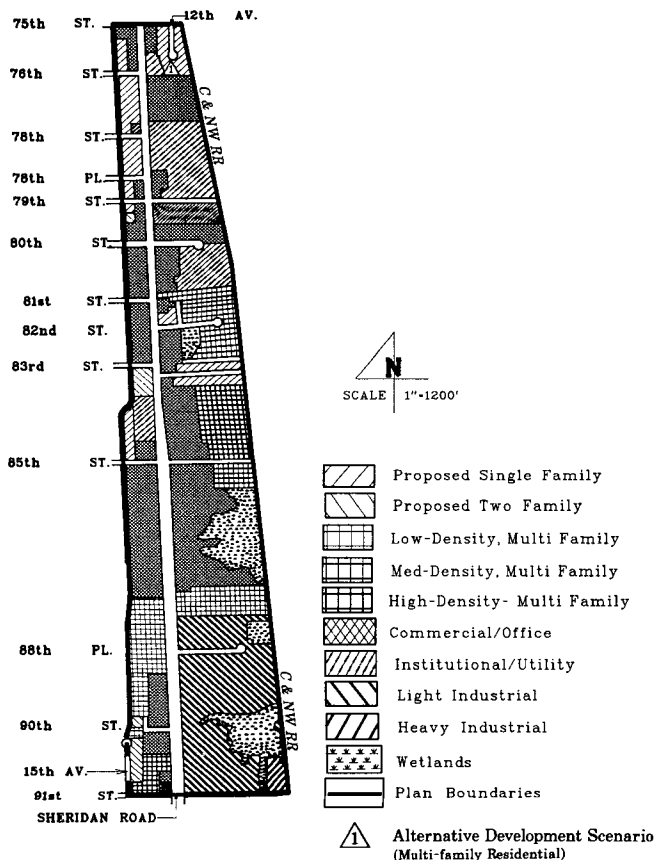 12th AV.
75th ST.
76th ST.
C & NW RR
78th ST.
78th PL.
79th ST.
80th ST.
81st ST.
82nd ST.
83rd ST.
85th ST.
88th PL.
90th ST.
C & NW RR
15th AV.
91st ST.
SHERIDAN ROAD
N
SCALE 1"-1200'
Proposed Single Family
Proposed Two Family
Low-Density, Multi Family
Med-Density, Multi Family
High-Density- Multi Family
Commercial/Office
Institutional/Utility
Light Industrial
Heavy Industrial
Wetlands
Plan Boundaries
1
1 Alternative Development Scenario
(Multi-family Residential)